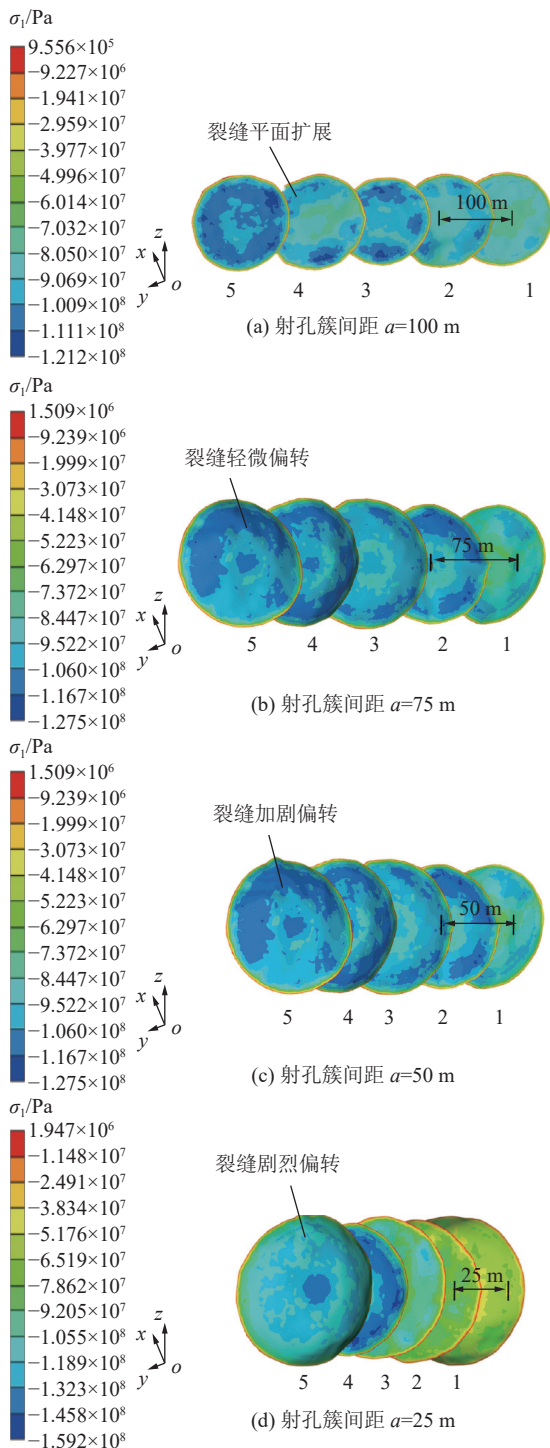 σ₁/Pa
9.556×10⁵
−9.227×10⁶
−1.941×10⁷
−2.959×10⁷
−3.977×10⁷
−4.996×10⁷
−6.014×10⁷
−7.032×10⁷
−8.050×10⁷
−9.069×10⁷
−1.009×10⁸
−1.111×10⁸
−1.212×10⁸
裂缝平面扩展
100 m
z
x
y
o
5 4 3 2 1
(a) 射孔簇间距 a=100 m
σ₁/Pa
1.509×10⁶
−9.239×10⁶
−1.999×10⁷
−3.073×10⁷
−4.148×10⁷
−5.223×10⁷
−6.297×10⁷
−7.372×10⁷
−8.447×10⁷
−9.522×10⁷
−1.060×10⁸
−1.167×10⁸
−1.275×10⁸
裂缝轻微偏转
75 m
z
x
y
o
5 4 3 2 1
(b) 射孔簇间距 a=75 m
σ₁/Pa
1.509×10⁶
−9.239×10⁶
−1.999×10⁷
−3.073×10⁷
−4.148×10⁷
−5.223×10⁷
−6.297×10⁷
−7.372×10⁷
−8.447×10⁷
−9.522×10⁷
−1.060×10⁸
−1.167×10⁸
−1.275×10⁸
裂缝加剧偏转
50 m
z
x
y
o
5 4 3 2 1
(c) 射孔簇间距 a=50 m
σ₁/Pa
1.947×10⁶
−1.148×10⁷
−2.491×10⁷
−3.834×10⁷
−5.176×10⁷
−6.519×10⁷
−7.862×10⁷
−9.205×10⁷
−1.055×10⁸
−1.189×10⁸
−1.323×10⁸
−1.458×10⁸
−1.592×10⁸
裂缝剧烈偏转
25 m
z
x
y
o
5 4 3 2 1
(d) 射孔簇间距 a=25 m